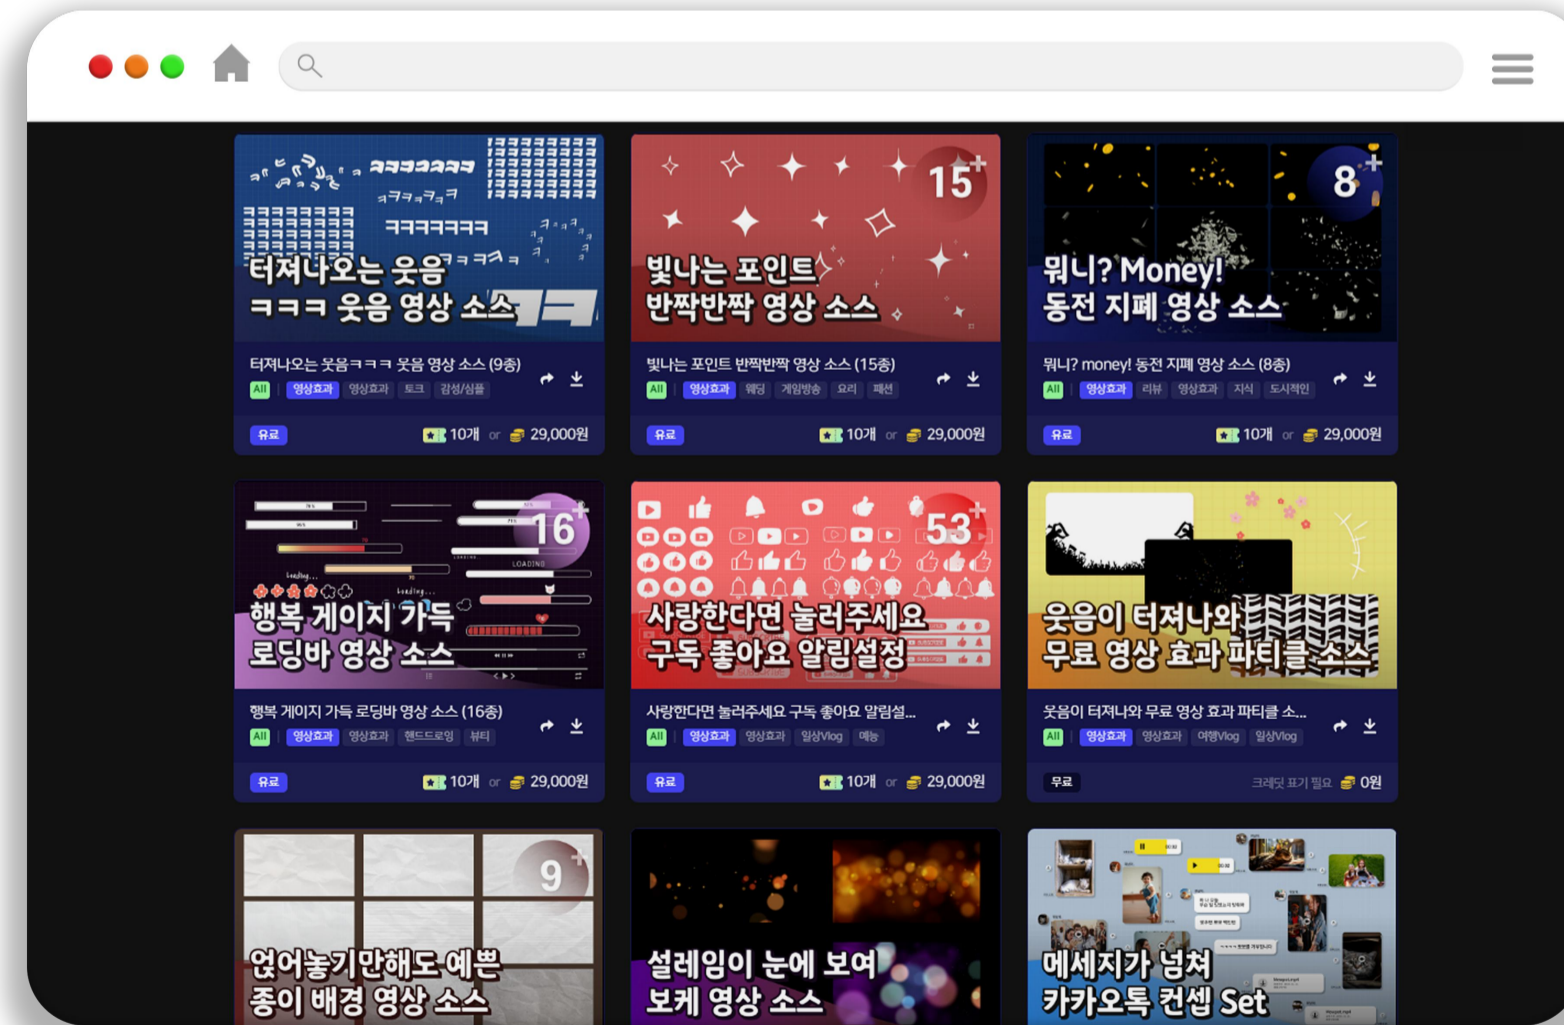 터져나오는 웃음
ㅋㅋㅋ 웃음 영상 소스
터져나오는 웃음ㅋㅋㅋ 웃음 영상 소스 (9종)
All 영상효과 영상효과 토크 감성/심플
유료 10개 or 29,000원
15+
빛나는 포인트
반짝반짝 영상 소스
빛나는 포인트 반짝반짝 영상 소스 (15종)
All 영상효과 웨딩 게임방송 요리 패션
유료 10개 or 29,000원
8+
뭐니? Money!
동전 지폐 영상 소스
뭐니? money! 동전 지폐 영상 소스 (8종)
All 영상효과 리뷰 영상효과 지식 도시적인
유료 10개 or 29,000원
16+
LOADING
Loading...
Loading...
행복 게이지 가득
로딩바 영상 소스
행복 게이지 가득 로딩바 영상 소스 (16종)
All 영상효과 영상효과 핸드드로잉 뷰티
유료 10개 or 29,000원
53+
사랑한다면 눌러주세요
구독 좋아요 알림설정
사랑한다면 눌러주세요 구독 좋아요 알림설...
All 영상효과 영상효과 일상Vlog 예능
유료 10개 or 29,000원
웃음이 터져나와
무료 영상 효과 파티클 소스
웃음이 터져나와 무료 영상 효과 파티클 소...
All 영상효과 영상효과 여행Vlog 일상Vlog
무료 크레딧 표기 필요 0원
9+
얹어놓기만해도 예쁜
종이 배경 영상 소스
설레임이 눈에 보여
보케 영상 소스
메세지가 넘쳐
카카오톡 컨셉 Set